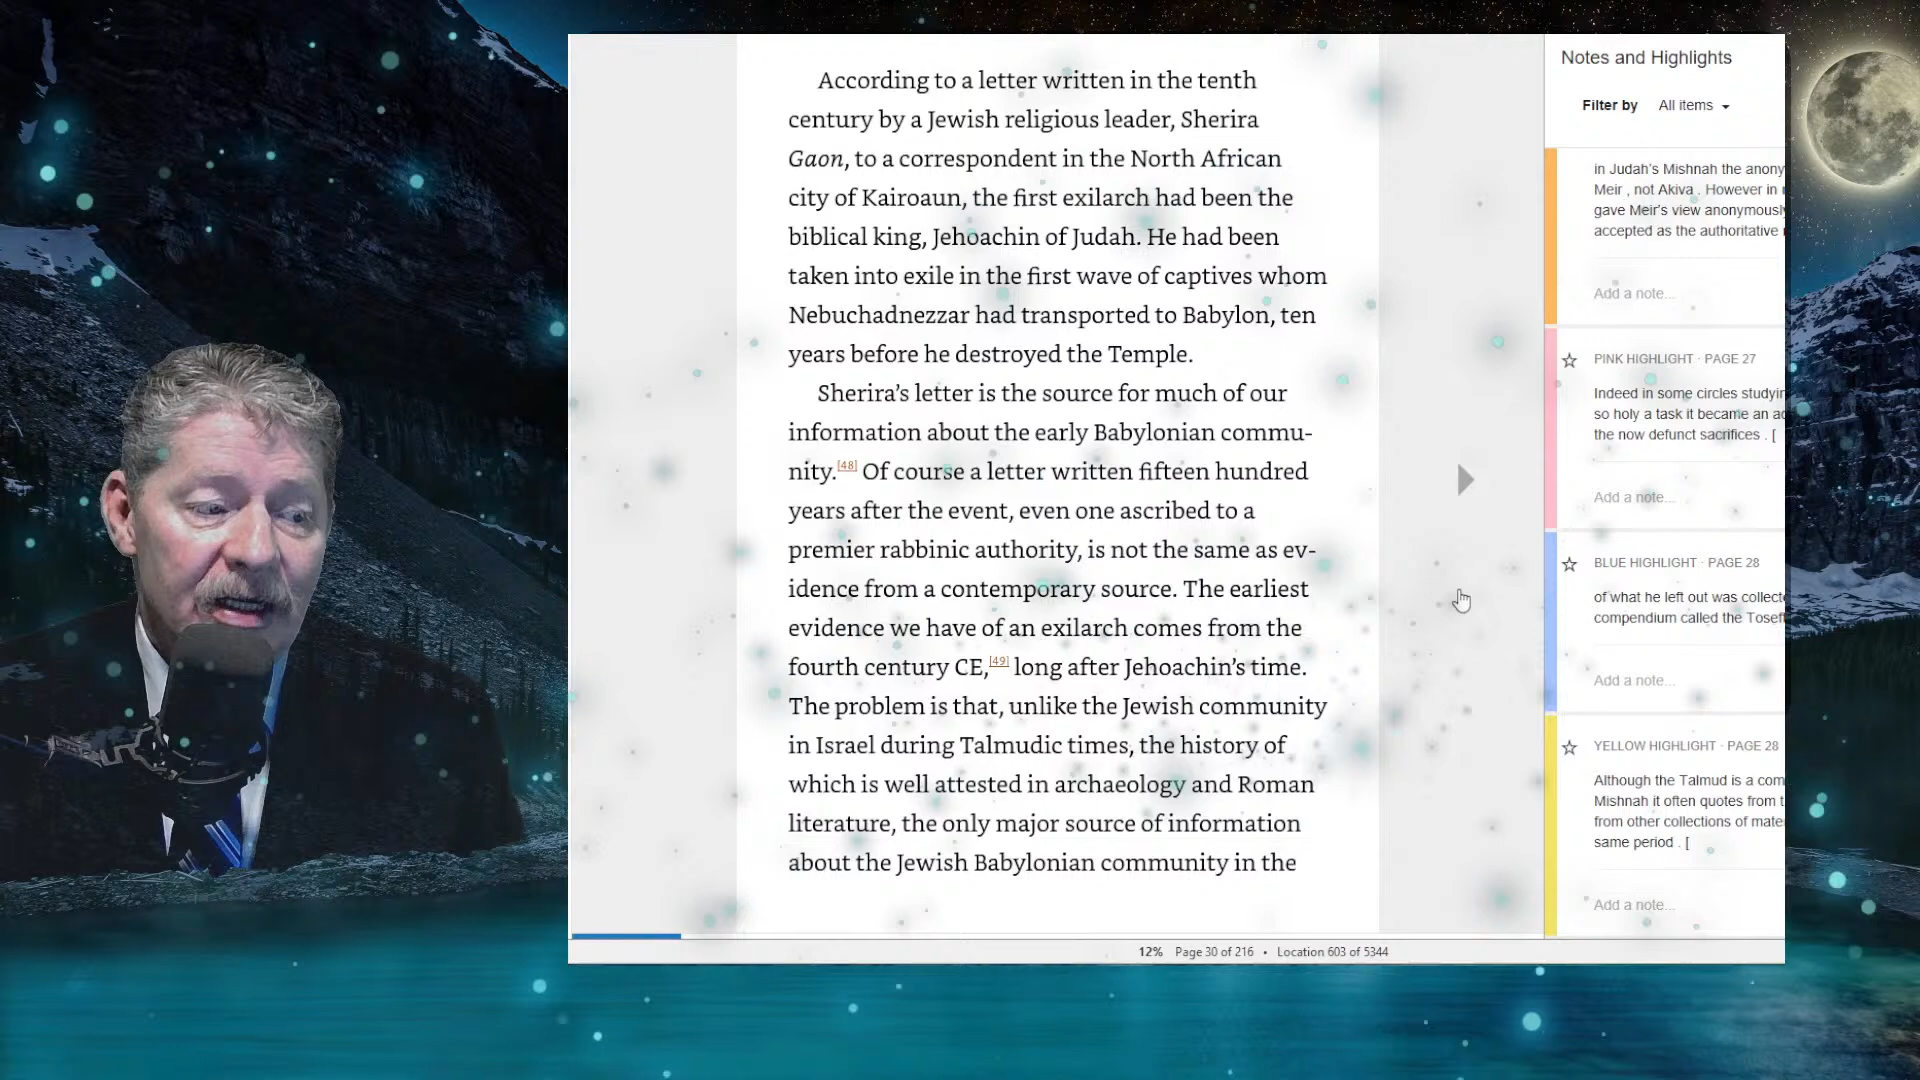 According to a letter written in the tenth
century by a Jewish religious leader, Sherira
Gaon, to a correspondent in the North African
city of Kairoaun, the first exilarch had been the
biblical king, Jehoachin of Judah. He had been
taken into exile in the first wave of captives whom
Nebuchadnezzar had transported to Babylon, ten
years before he destroyed the Temple.
Sherira's letter is the source for much of our
information about the early Babylonian commu-
nity.[48] Of course a letter written fifteen hundred
years after the event, even one ascribed to a
premier rabbinic authority, is not the same as ev-
idence from a contemporary source. The earliest
evidence we have of an exilarch comes from the
fourth century CE,[49] long after Jehoachin's time.
The problem is that, unlike the Jewish community
in Israel during Talmudic times, the history of
which is well attested in archaeology and Roman
literature, the only major source of information
about the Jewish Babylonian community in the
12% Page 30 of 216 • Location 603 of 5344
Notes and Highlights
Filter by All items
in Judah's Mishnah the anony
Meir , not Akiva . However in
gave Meir's view anonymously
accepted as the authoritative
Add a note...
PINK HIGHLIGHT · PAGE 27
Indeed in some circles studyin
so holy a task it became an ac
the now defunct sacrifices . [
Add a note...
BLUE HIGHLIGHT · PAGE 28
of what he left out was collecte
compendium called the Tosef
Add a note...
YELLOW HIGHLIGHT · PAGE 28
Although the Talmud is a com
Mishnah it often quotes from t
from other collections of mate
same period . [
Add a note...